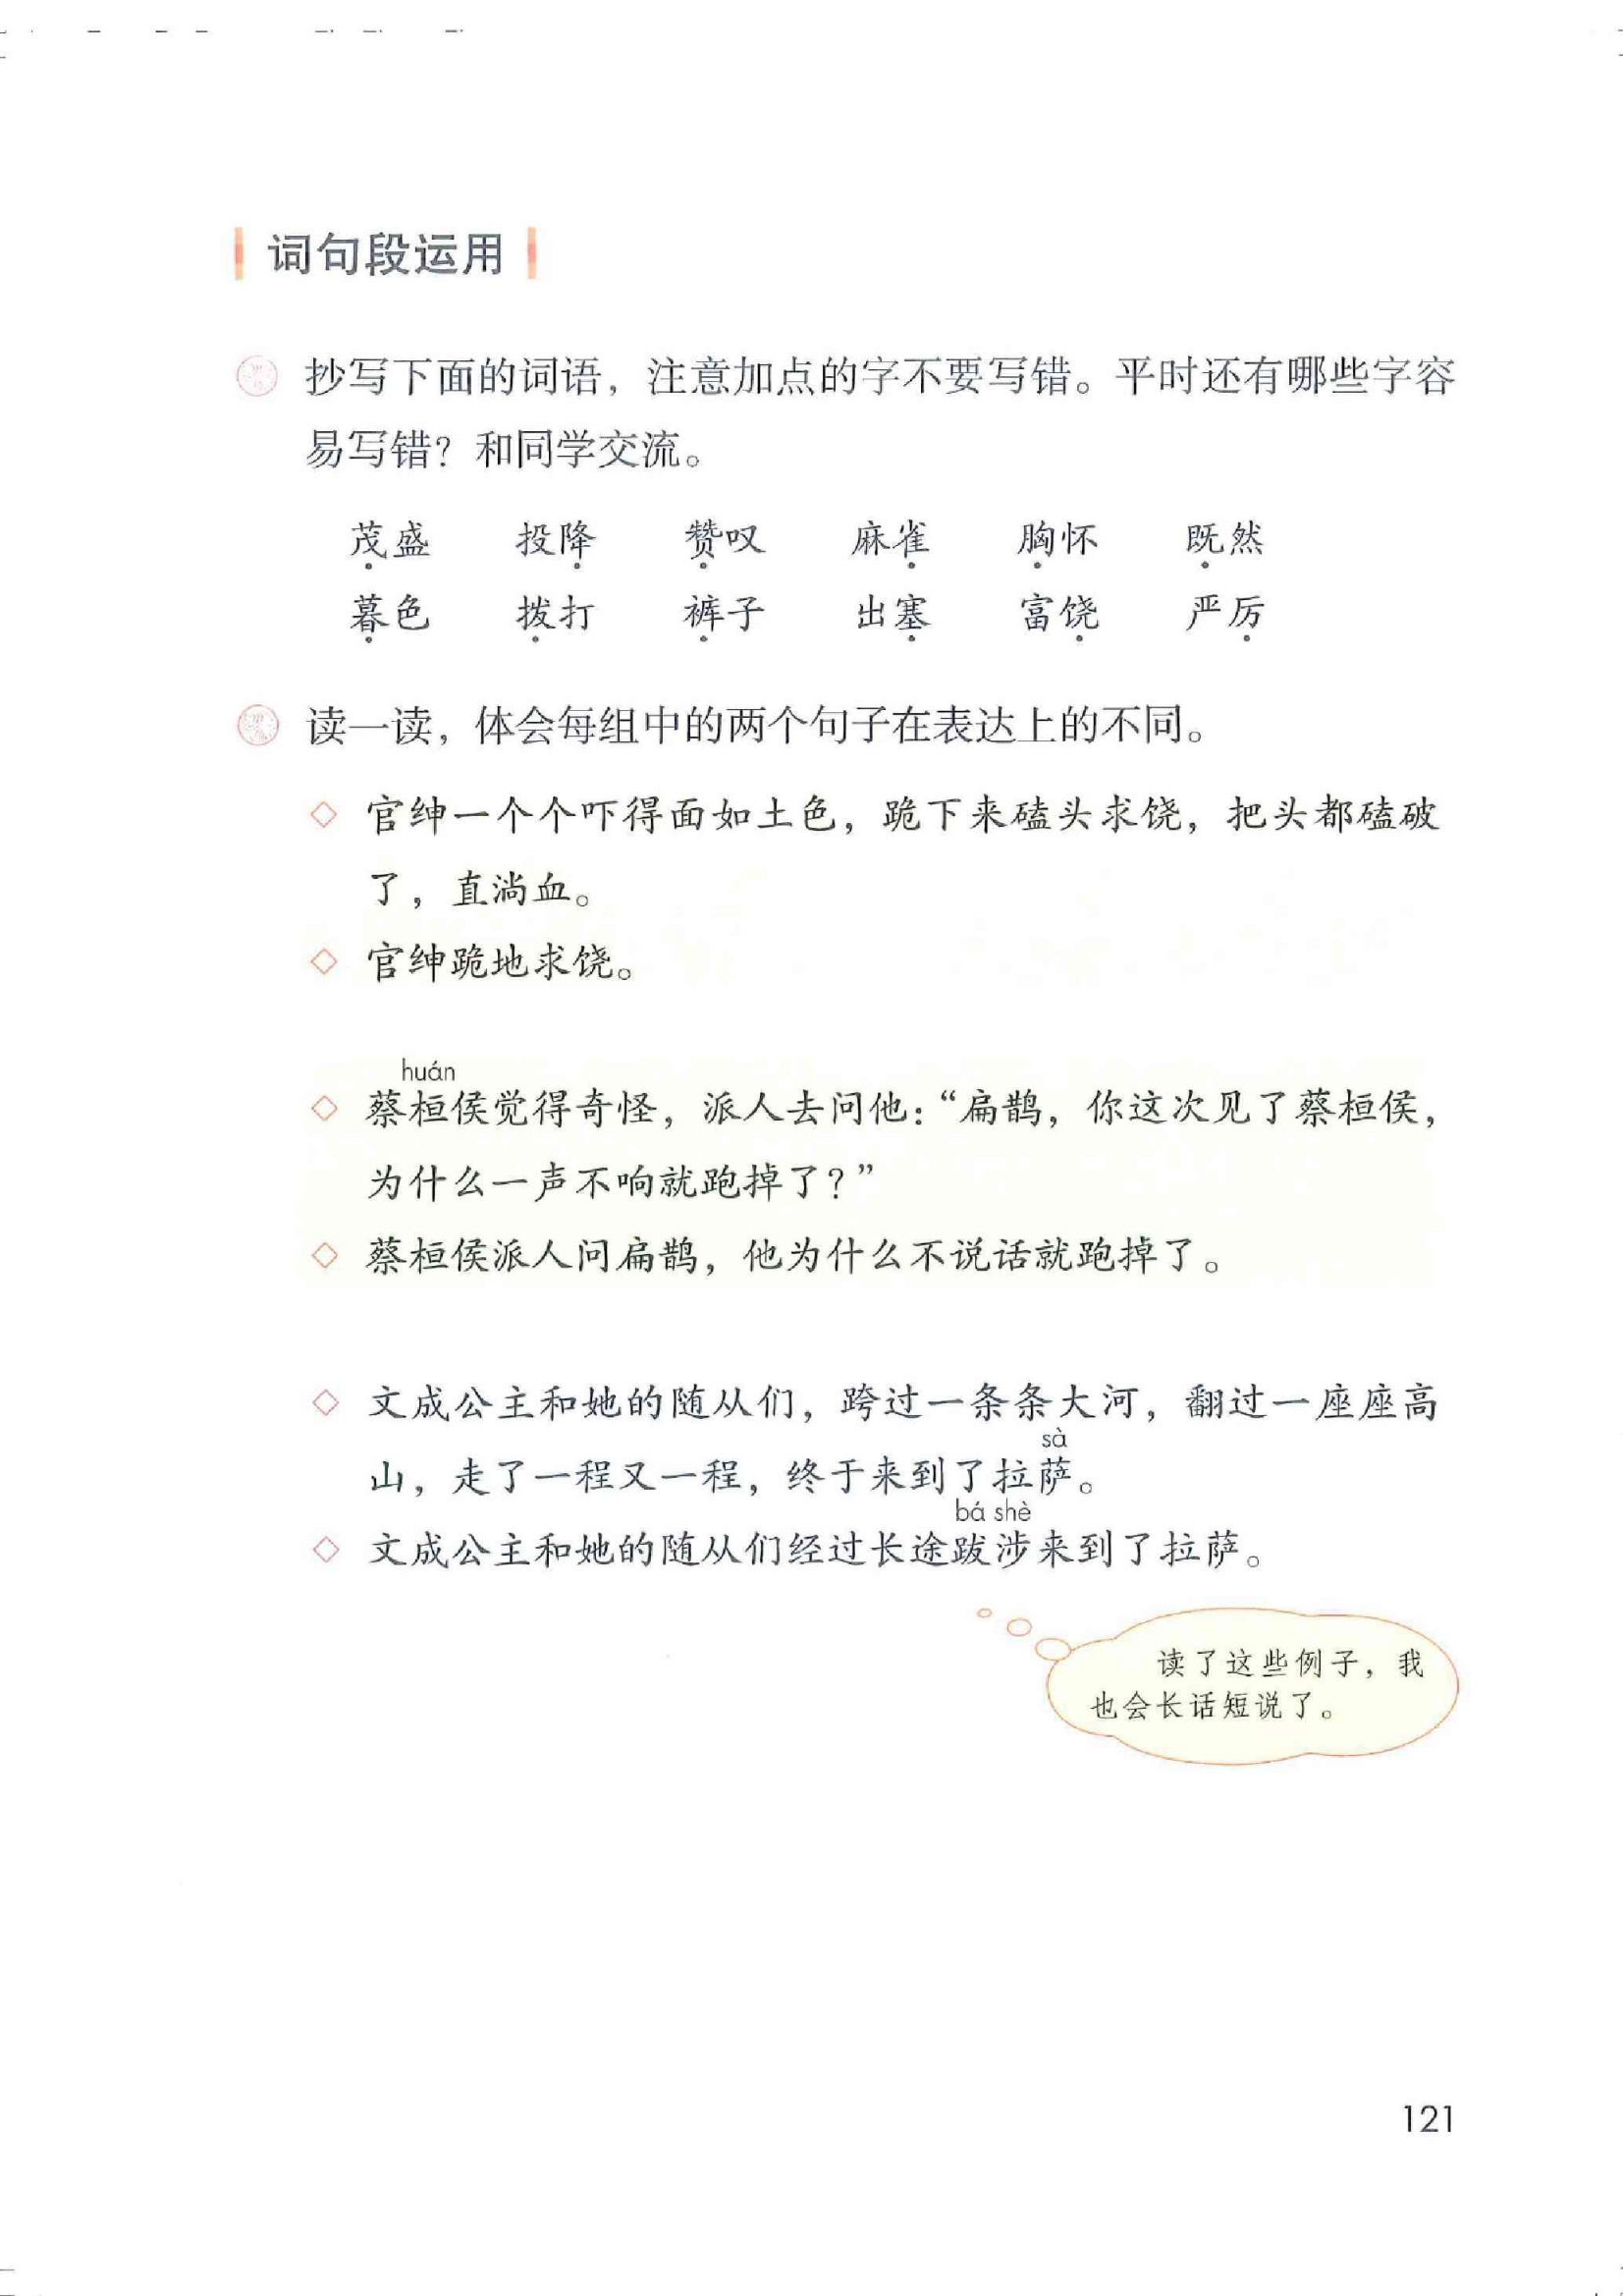 词句段运用
抄写下面的词语，注意加点的字不要写错。平时还有哪些字容
易写错？和同学交流。
茂盛 投降 赞叹 麻雀 胸怀 既然
暮色 拨打 裤子 出塞 富饶 严厉
读一读，体会每组中的两个句子在表达上的不同。
◇ 官绅一个个吓得面如土色，跪下来磕头求饶，把头都磕破
了，直淌血。
◇ 官绅跪地求饶。
huán
◇ 蔡桓侯觉得奇怪，派人去问他：“扁鹊，你这次见了蔡桓侯，
为什么一声不响就跑掉了？”
◇ 蔡桓侯派人问扁鹊，他为什么不说话就跑掉了。
◇ 文成公主和她的随从们，跨过一条条大河，翻过一座座高
sà
山，走了一程又一程，终于来到了拉萨。
bá shè
◇ 文成公主和她的随从们经过长途跋涉来到了拉萨。
读了这些例子，我
也会长话短说了。
121